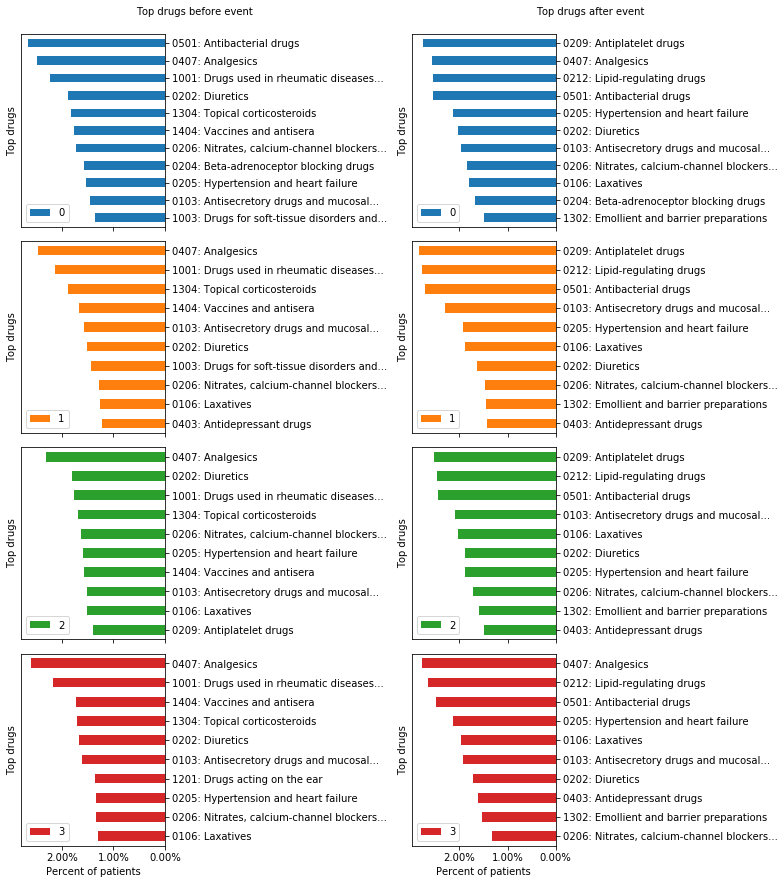 Top drugs before event
Top drugs
0501: Antibacterial drugs
0407: Analgesics
1001: Drugs used in rheumatic diseases...
0202: Diuretics
1304: Topical corticosteroids
1404: Vaccines and antisera
0206: Nitrates, calcium-channel blockers...
0204: Beta-adrenoceptor blocking drugs
0205: Hypertension and heart failure
0103: Antisecretory drugs and mucosal...
1003: Drugs for soft-tissue disorders and...
0
Top drugs
0407: Analgesics
1001: Drugs used in rheumatic diseases...
1304: Topical corticosteroids
1404: Vaccines and antisera
0103: Antisecretory drugs and mucosal...
0202: Diuretics
1003: Drugs for soft-tissue disorders and...
0206: Nitrates, calcium-channel blockers...
0106: Laxatives
0403: Antidepressant drugs
1
Top drugs
0407: Analgesics
0202: Diuretics
1001: Drugs used in rheumatic diseases...
1304: Topical corticosteroids
0206: Nitrates, calcium-channel blockers...
0205: Hypertension and heart failure
1404: Vaccines and antisera
0103: Antisecretory drugs and mucosal...
0106: Laxatives
0209: Antiplatelet drugs
2
Top drugs
0407: Analgesics
1001: Drugs used in rheumatic diseases...
1404: Vaccines and antisera
1304: Topical corticosteroids
0202: Diuretics
0103: Antisecretory drugs and mucosal...
1201: Drugs acting on the ear
0205: Hypertension and heart failure
0206: Nitrates, calcium-channel blockers...
0106: Laxatives
3
2.00% 1.00% 0.00%
Percent of patients
Top drugs after event
Top drugs
0209: Antiplatelet drugs
0407: Analgesics
0212: Lipid-regulating drugs
0501: Antibacterial drugs
0205: Hypertension and heart failure
0202: Diuretics
0103: Antisecretory drugs and mucosal...
0206: Nitrates, calcium-channel blockers...
0106: Laxatives
0204: Beta-adrenoceptor blocking drugs
1302: Emollient and barrier preparations
0
Top drugs
0209: Antiplatelet drugs
0212: Lipid-regulating drugs
0501: Antibacterial drugs
0103: Antisecretory drugs and mucosal...
0205: Hypertension and heart failure
0106: Laxatives
0202: Diuretics
0206: Nitrates, calcium-channel blockers...
1302: Emollient and barrier preparations
0403: Antidepressant drugs
1
Top drugs
0209: Antiplatelet drugs
0212: Lipid-regulating drugs
0501: Antibacterial drugs
0103: Antisecretory drugs and mucosal...
0106: Laxatives
0202: Diuretics
0205: Hypertension and heart failure
0206: Nitrates, calcium-channel blockers...
1302: Emollient and barrier preparations
0403: Antidepressant drugs
2
Top drugs
0407: Analgesics
0212: Lipid-regulating drugs
0501: Antibacterial drugs
0205: Hypertension and heart failure
0106: Laxatives
0103: Antisecretory drugs and mucosal...
0202: Diuretics
0403: Antidepressant drugs
1302: Emollient and barrier preparations
0206: Nitrates, calcium-channel blockers...
3
2.00% 1.00% 0.00%
Percent of patients